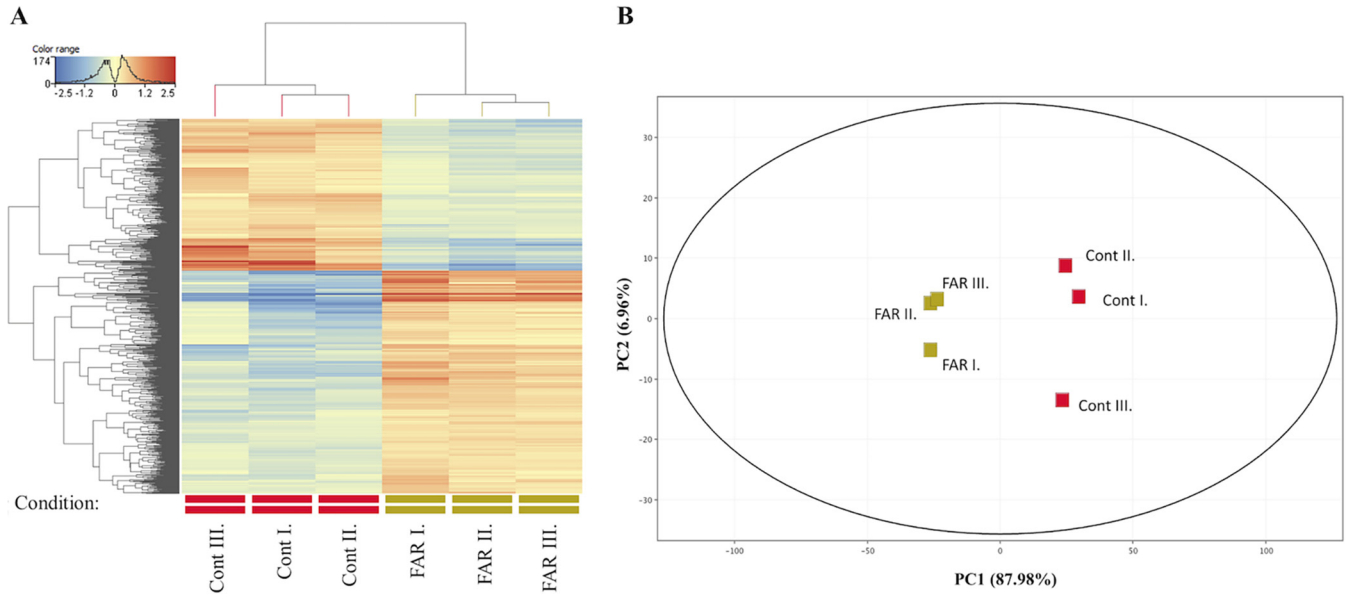 A
Color range
174
0
-2.5 -1.2 0 1.2 2.5
Condition:
Cont III.
Cont I.
Cont II.
FAR I.
FAR II.
FAR III.
B
PC2 (6.96%)
30
20
10
0
-10
-20
-30
Cont II.
FAR III.
Cont I.
FAR II.
FAR I.
Cont III.
-100 -50 0 50 100
PC1 (87.98%)